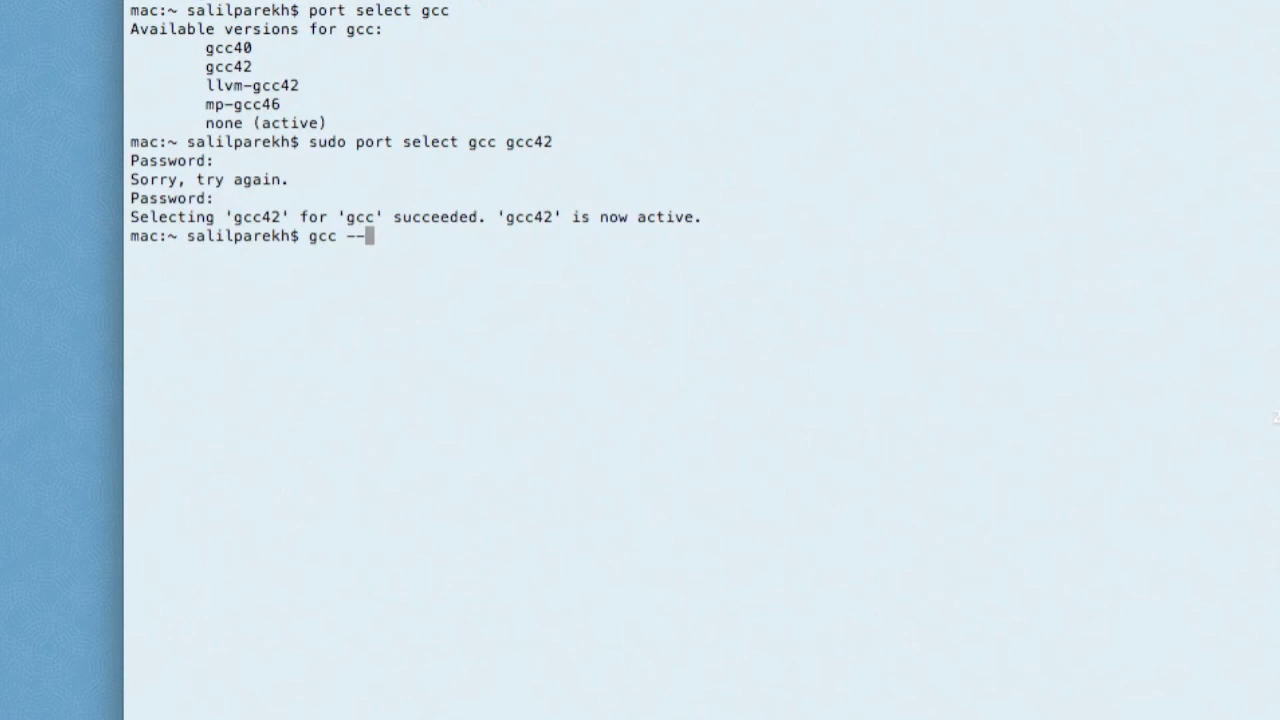 mac:~ salilparekh$ port select gcc
Available versions for gcc:
gcc40
gcc42
llvm-gcc42
mp-gcc46
none (active)
mac:~ salilparekh$ sudo port select gcc gcc42
Password:
Sorry, try again.
Password:
Selecting 'gcc42' for 'gcc' succeeded. 'gcc42' is now active.
mac:~ salilparekh$ gcc --